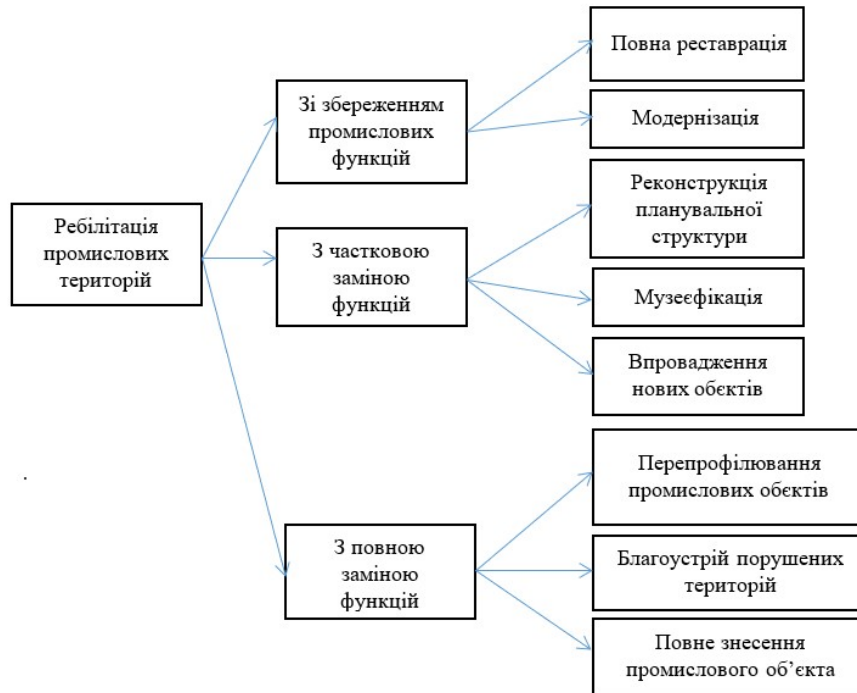 Ребілітація
промислових
територій
Зі збереженням
промислових
функцій
Повна реставрація
Модернізація
З частковою
заміною
функцій
Реконструкція
планувальної
структури
Музеєфікація
Впровадження
нових обєктів
З повною
заміною
функцій
Перепрофілювання
промислових обєктів
Благоустрій порушених
територій
Повне знесення
промислового об’єкта
.